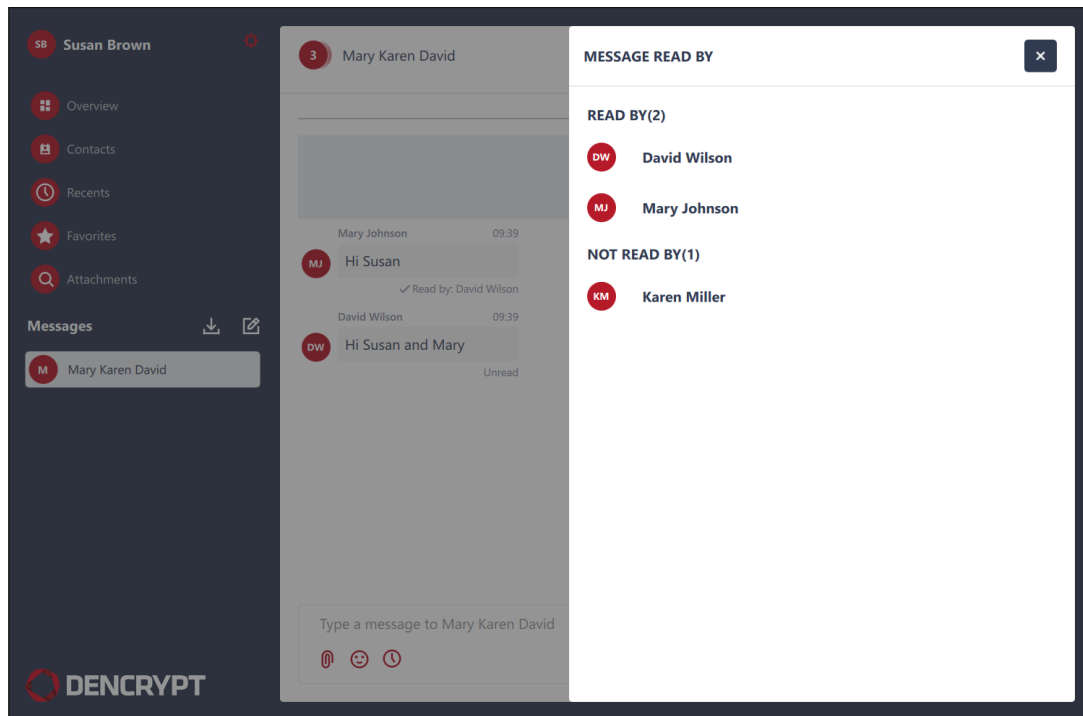 SB Susan Brown
Overview
Contacts
Recents
Favorites
Attachments
Messages
M Mary Karen David
DENCRYPT
3 Mary Karen David
Mary Johnson 09:39
MJ Hi Susan
Read by: David Wilson
David Wilson 09:39
DW Hi Susan and Mary
Unread
Type a message to Mary Karen David
MESSAGE READ BY
READ BY(2)
DW David Wilson
MJ Mary Johnson
NOT READ BY(1)
KM Karen Miller